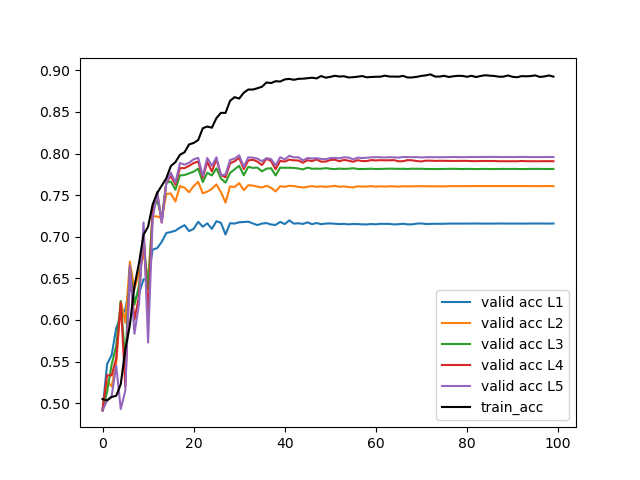 0.90
0.85
0.80
0.75
0.70
0.65
0.60
0.55
0.50
0
20
40
60
80
100
valid acc L1
valid acc L2
valid acc L3
valid acc L4
valid acc L5
train_acc